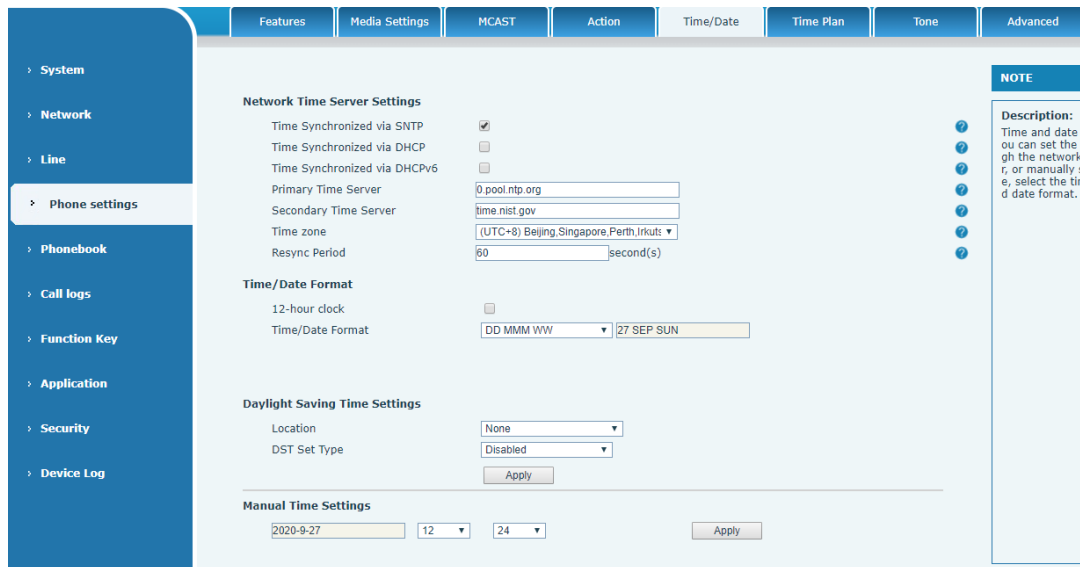 Features Media Settings MCAST Action Time/Date Time Plan Tone Advanced
System
Network
Line
Phone settings
Phonebook
Call logs
Function Key
Application
Security
Device Log
Network Time Server Settings
Time Synchronized via SNTP
Time Synchronized via DHCP
Time Synchronized via DHCPv6
Primary Time Server 0.pool.ntp.org
Secondary Time Server time.nist.gov
Time zone (UTC+8) Beijing,Singapore,Perth,Irkuts
Resync Period 60 second(s)
Time/Date Format
12-hour clock
Time/Date Format DD MMM WW 27 SEP SUN
Daylight Saving Time Settings
Location None
DST Set Type Disabled
Apply
Manual Time Settings
2020-9-27 12 24 Apply
NOTE
Description:
Time and date
ou can set the
gh the network
r, or manually s
e, select the tim
d date format.